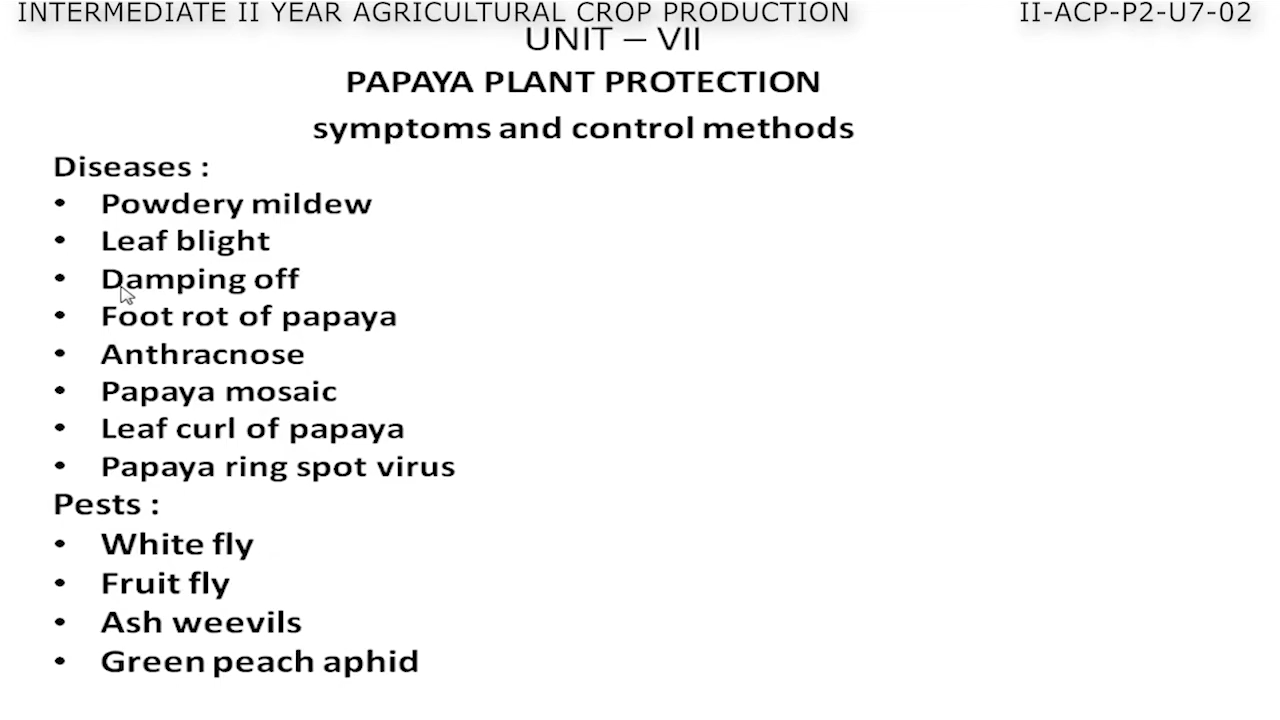 INTERMEDIATE II YEAR AGRICULTURAL CROP PRODUCTION II-ACP-P2-U7-02
UNIT – VII
PAPAYA PLANT PROTECTION
symptoms and control methods
Diseases :
• Powdery mildew
• Leaf blight
• Damping off
• Foot rot of papaya
• Anthracnose
• Papaya mosaic
• Leaf curl of papaya
• Papaya ring spot virus
Pests :
• White fly
• Fruit fly
• Ash weevils
• Green peach aphid